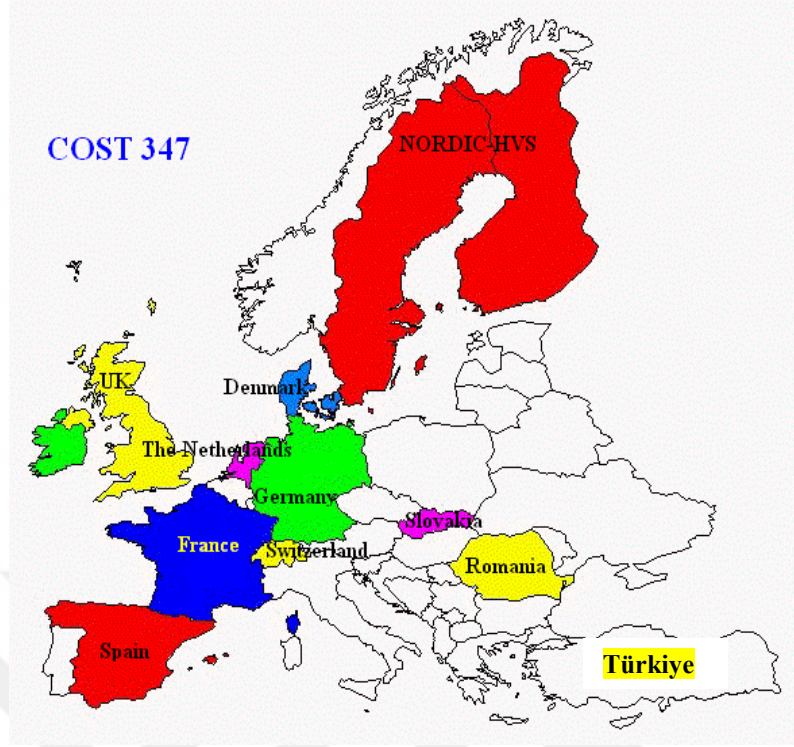 COST 347
NORDIC-HVS
UK
Denmark
The Netherlands
Germany
Slovakia
France
Switzerland
Romania
Spain
Türkiye